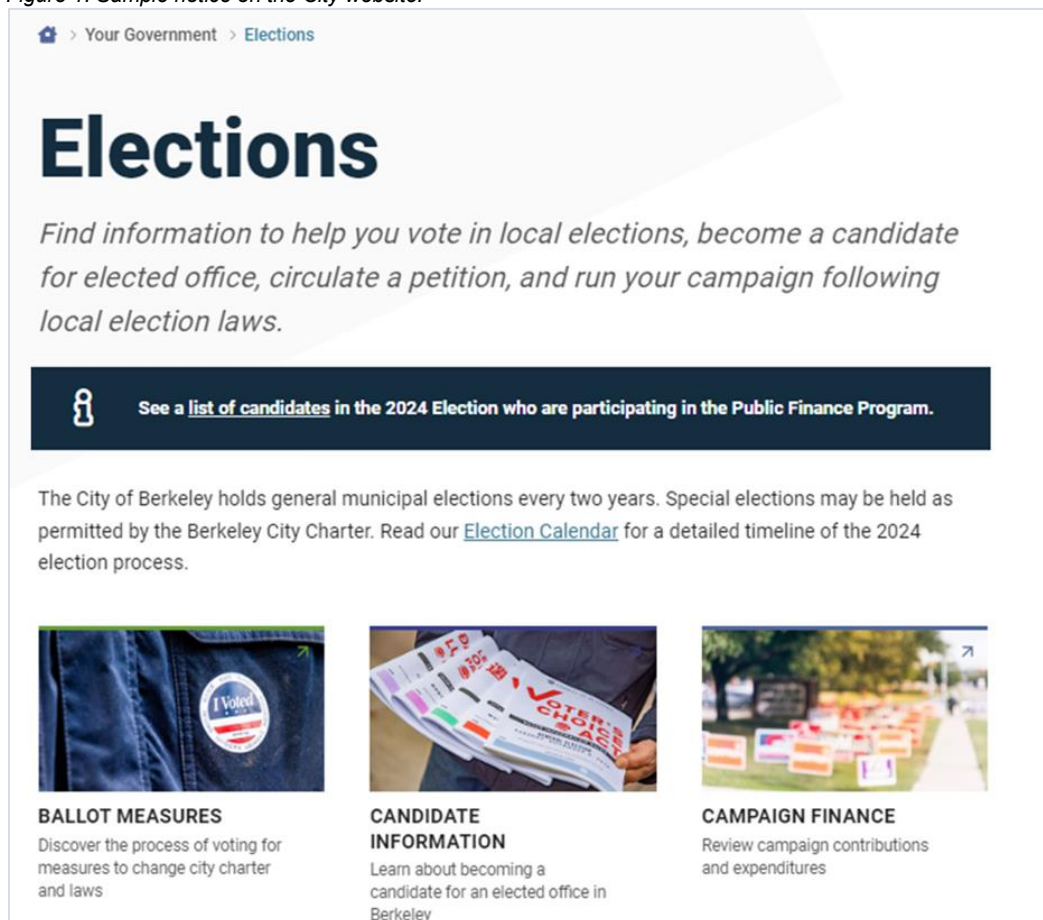 Figure 1: Sample notice on the City website.
> Your Government > Elections
Elections
Find information to help you vote in local elections, become a candidate
for elected office, circulate a petition, and run your campaign following
local election laws.
See a list of candidates in the 2024 Election who are participating in the Public Finance Program.
The City of Berkeley holds general municipal elections every two years. Special elections may be held as
permitted by the Berkeley City Charter. Read our Election Calendar for a detailed timeline of the 2024
election process.
I Voted
VOTER'S
CHOICE
ACT
BALLOT MEASURES
Discover the process of voting for
measures to change city charter
and laws
CANDIDATE
INFORMATION
Learn about becoming a
candidate for an elected office in
Berkeley
CAMPAIGN FINANCE
Review campaign contributions
and expenditures